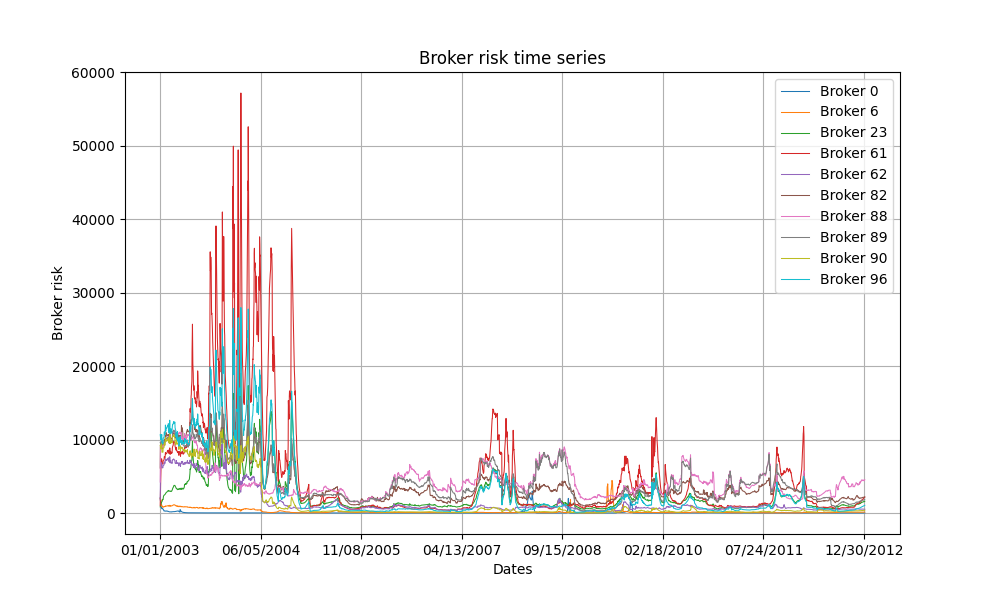 Broker risk time series
60000
50000
40000
30000
20000
10000
0
Broker risk
Broker 0
Broker 6
Broker 23
Broker 61
Broker 62
Broker 82
Broker 88
Broker 89
Broker 90
Broker 96
01/01/2003 06/05/2004 11/08/2005 04/13/2007 09/15/2008 02/18/2010 07/24/2011 12/30/2012
Dates